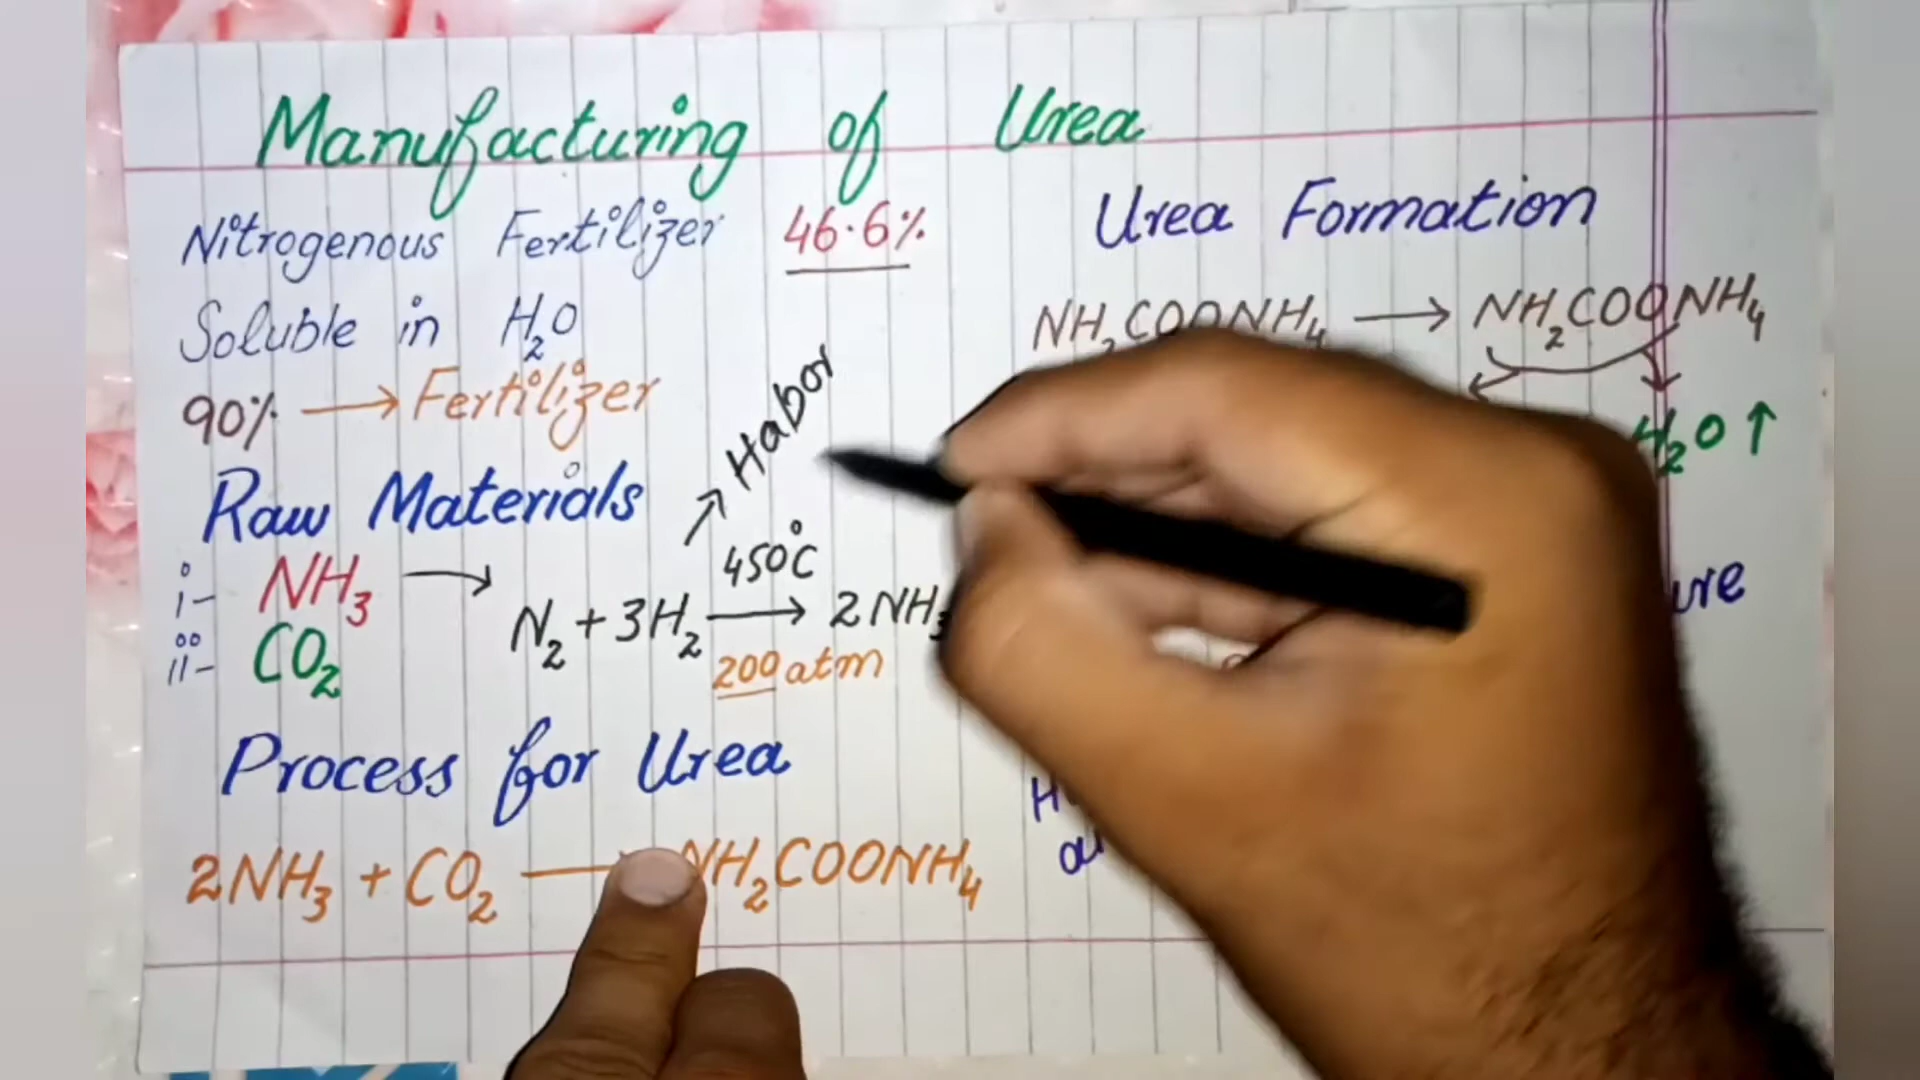 Manufacturing of Urea
Nitrogenous Fertilizer 46.6%
Soluble in H2O
90% → Fertilizer
Raw Materials
i- NH3 →
ii- CO2
Habor
N2 + 3H2 → 2NH3
450°C
200 atm
Process for Urea
2NH3 + CO2 → NH2COONH4
Urea Formation
NH2COONH4 → NH2COONH4
H2O ↑